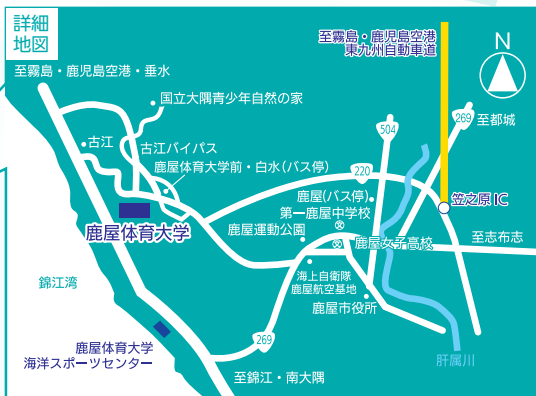 詳細
地図
至霧島・鹿児島空港
東九州自動車道
N
至霧島・鹿児島空港・垂水
国立大隅青少年自然の家
504
269
至都城
古江
古江バイパス
鹿屋体育大学前・白水(バス停)
220
鹿屋(バス停)
笠之原IC
第一鹿屋中学校
鹿屋体育大学
鹿屋運動公園
鹿屋女子高校
至志布志
海上自衛隊
鹿屋航空基地
錦江湾
鹿屋市役所
269
鹿屋体育大学
海洋スポーツセンター
肝属川
至錦江・南大隅